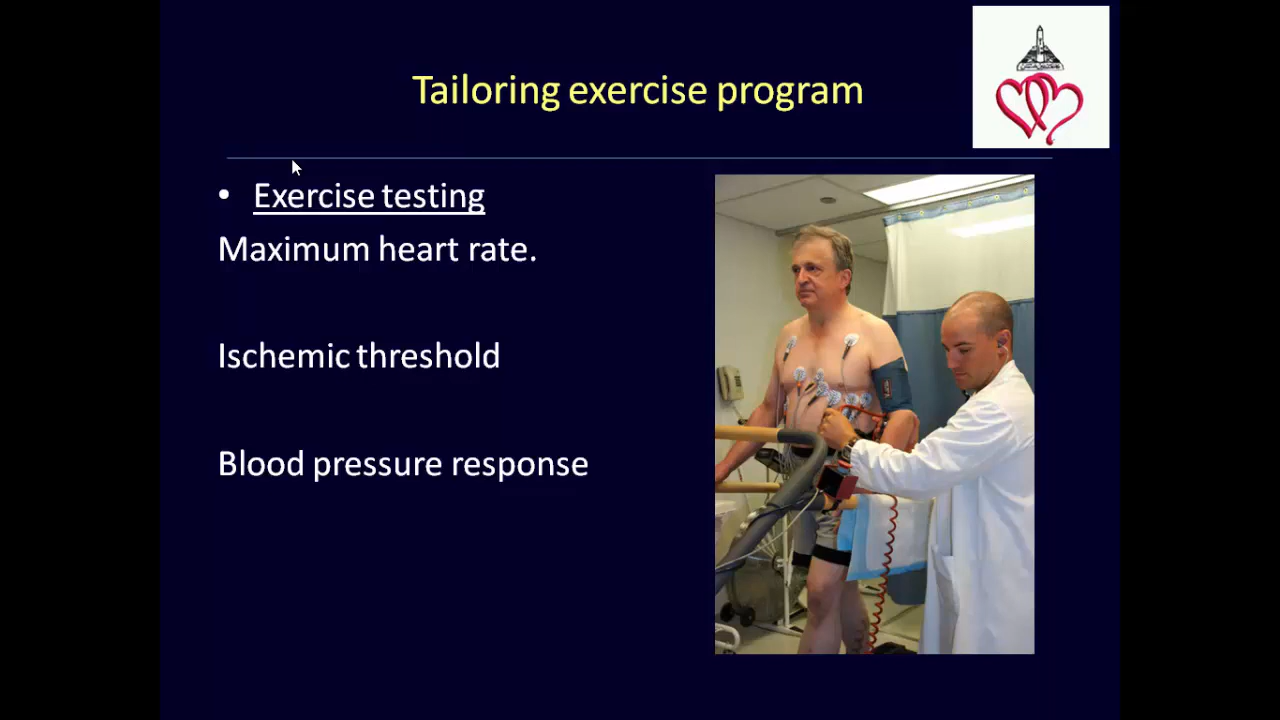 Tailoring exercise program
• Exercise testing
Maximum heart rate.
Ischemic threshold
Blood pressure response